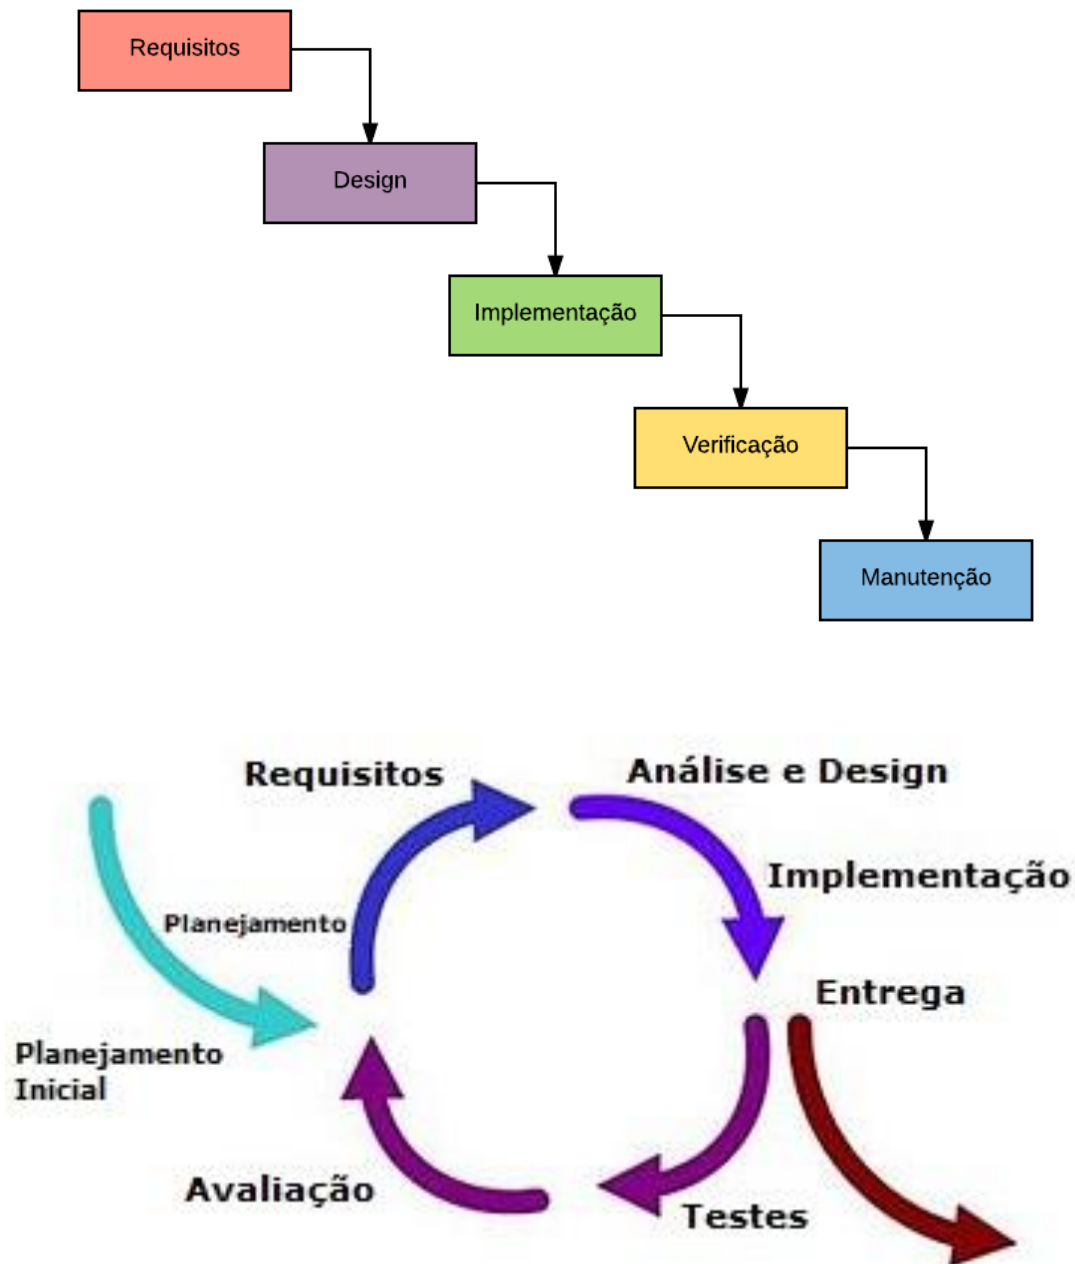 Requisitos
Design
Implementação
Verificação
Manutenção
Requisitos
Análise e Design
Implementação
Planejamento
Entrega
Planejamento
Inicial
Avaliação
Testes